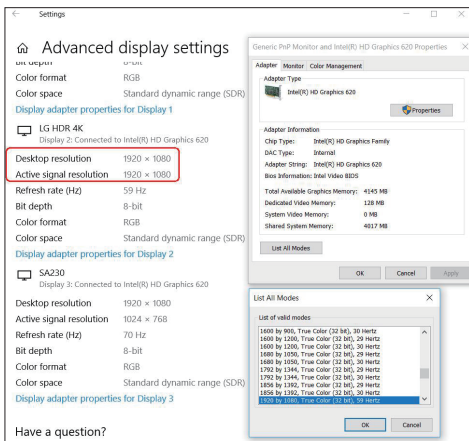 Settings
Advanced display settings
Bit depth 8-bit
Color format RGB
Color space Standard dynamic range (SDR)
Display adapter properties for Display 1
LG HDR 4K
Display 2: Connected to Intel(R) HD Graphics 620
Desktop resolution 1920 × 1080
Active signal resolution 1920 × 1080
Refresh rate (Hz) 59 Hz
Bit depth 8-bit
Color format RGB
Color space Standard dynamic range (SDR)
Display adapter properties for Display 2
SA230
Display 3: Connected to Intel(R) HD Graphics 620
Desktop resolution 1920 × 1080
Active signal resolution 1024 × 768
Refresh rate (Hz) 70 Hz
Bit depth 8-bit
Color format RGB
Color space Standard dynamic range (SDR)
Display adapter properties for Display 3
Have a question?
Generic PnP Monitor and Intel(R) HD Graphics 620 Properties
Adapter Monitor Color Management
Adapter Type
Intel(R) HD Graphics 620
Properties
Adapter Information
Chip Type: Intel(R) HD Graphics Family
DAC Type: Internal
Adapter String: Intel(R) HD Graphics 620
Bios Information: Intel Video BIOS
Total Available Graphics Memory: 4145 MB
Dedicated Video Memory: 128 MB
System Video Memory: 0 MB
Shared System Memory: 4017 MB
List All Modes
OK Cancel Apply
List All Modes
List of valid modes
1600 by 900, True Color (32 bit), 30 Hertz
1600 by 1200, True Color (32 bit), 29 Hertz
1600 by 1200, True Color (32 bit), 30 Hertz
1680 by 1050, True Color (32 bit), 29 Hertz
1680 by 1050, True Color (32 bit), 30 Hertz
1792 by 1344, True Color (32 bit), 29 Hertz
1792 by 1344, True Color (32 bit), 30 Hertz
1856 by 1392, True Color (32 bit), 29 Hertz
1856 by 1392, True Color (32 bit), 30 Hertz
1920 by 1080, True Color (32 bit), 59 Hertz
OK Cancel